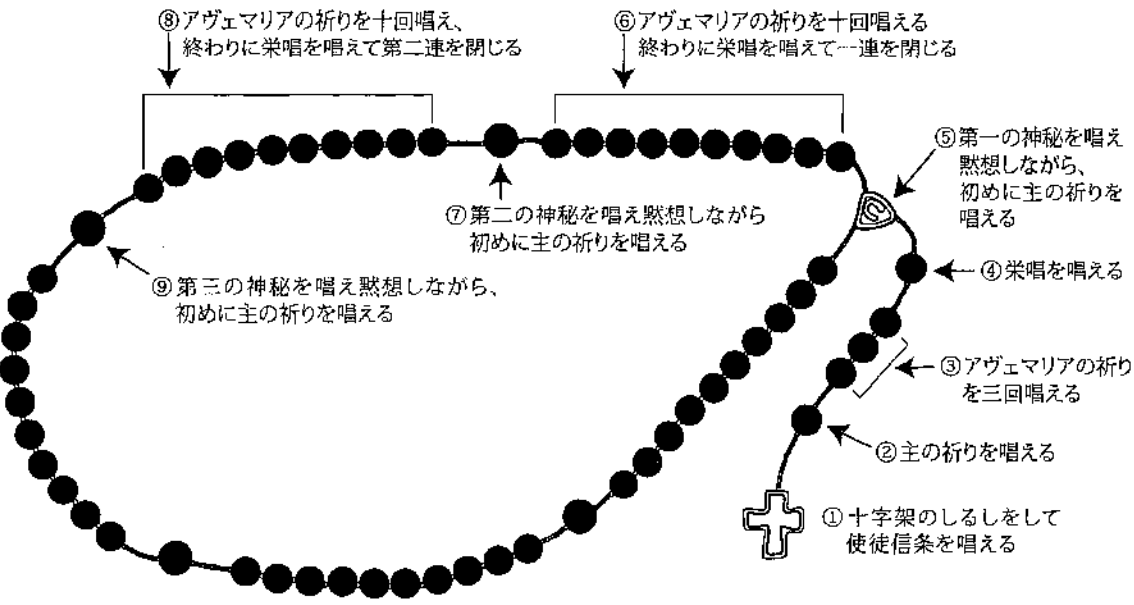 ⑧アヴェマリアの祈りを十回唱え、
終わりに栄唱を唱えて第二連を閉じる
⑥アヴェマリアの祈りを十回唱える
終わりに栄唱を唱えて一連を閉じる
⑤第一の神秘を唱え
黙想しながら、
初めに主の祈りを
唱える
⑦第二の神秘を唱え黙想しながら
初めに主の祈りを唱える
④栄唱を唱える
⑨第三の神秘を唱え黙想しながら、
初めに主の祈りを唱える
③アヴェマリアの祈り
を三回唱える
②主の祈りを唱える
①十字架のしるしをして
使徒信条を唱える